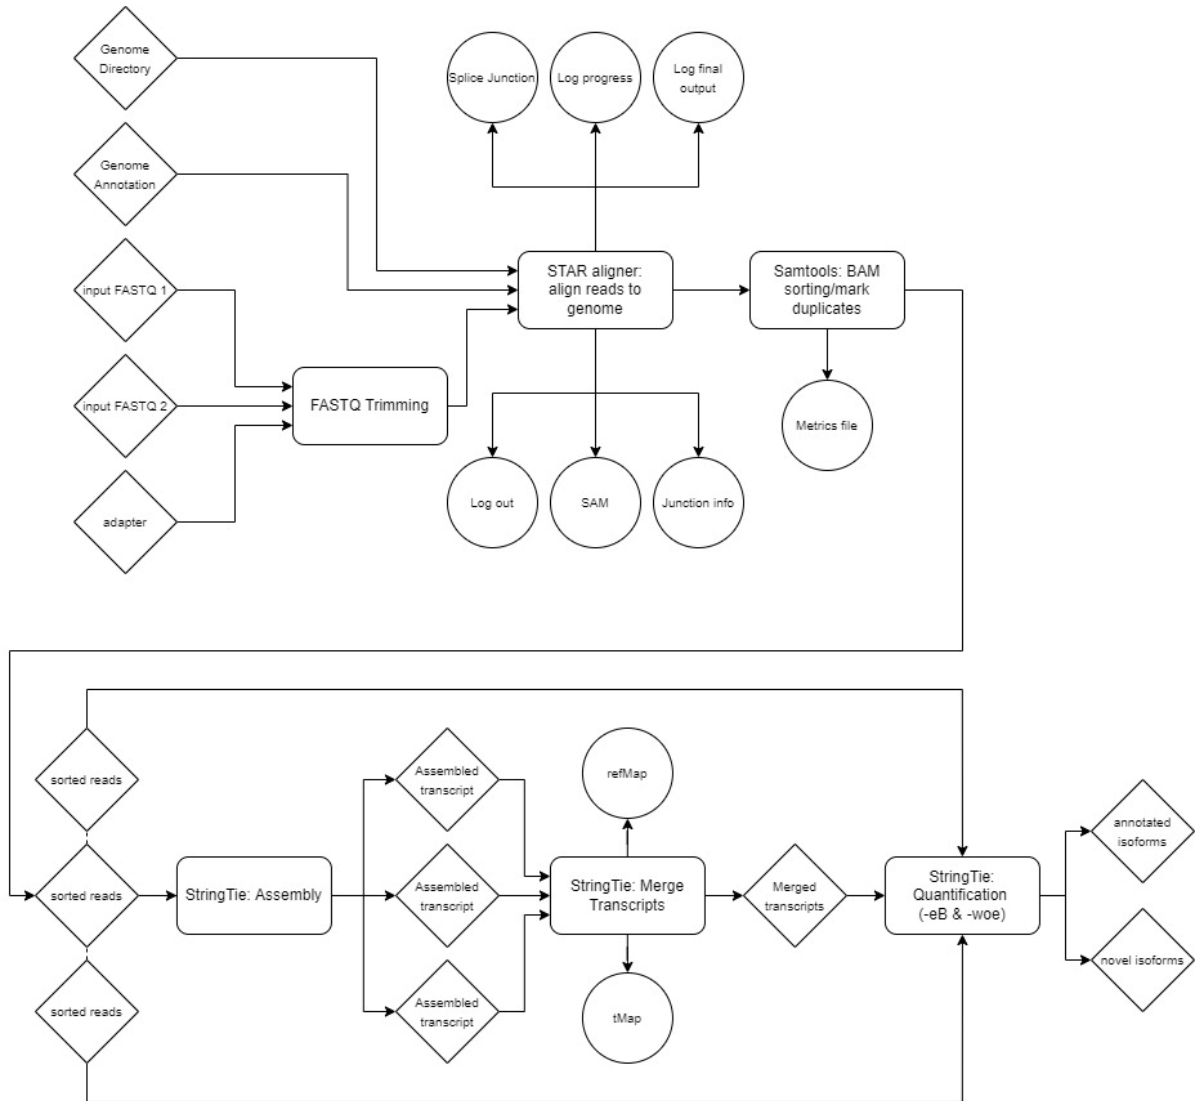 Genome
Directory
Splice Junction
Log progress
Log final
output
Genome
Annotation
input FASTQ 1
STAR aligner:
align reads to
genome
Samtools: BAM
sorting/mark
duplicates
input FASTQ 2
FASTQ Trimming
Metrics file
adapter
Log out
SAM
Junction info
sorted reads
Assembled
transcript
refMap
annotated
isoforms
sorted reads
StringTie: Assembly
Assembled
transcript
StringTie: Merge
Transcripts
Merged
transcripts
StringTie:
Quantification
(-eB & -woe)
novel isoforms
sorted reads
Assembled
transcript
tMap